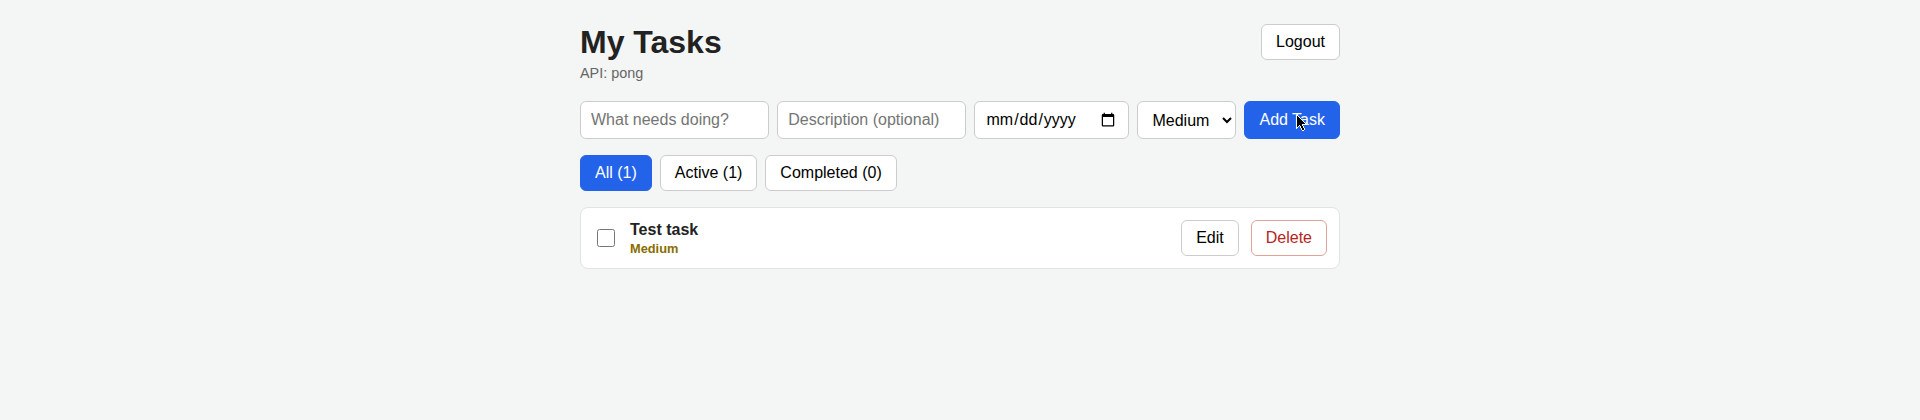 My Tasks
Logout
API: pong
What needs doing?
Description (optional)
mm/dd/yyyy
Medium
Add Task
All (1)
Active (1)
Completed (0)
Test task
Medium
Edit
Delete